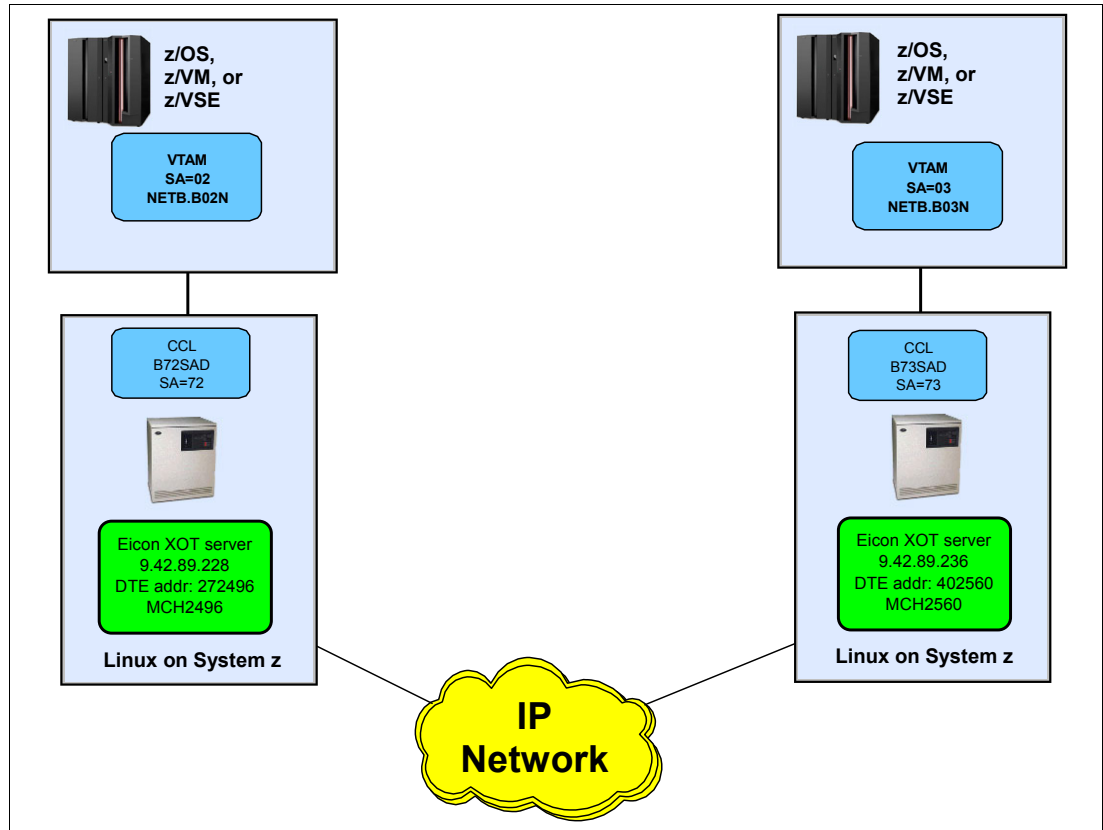 z/OS,
z/VM, or
z/VSE
VTAM
SA=02
NETB.B02N
CCL
B72SAD
SA=72
Eicon XOT server
9.42.89.228
DTE addr: 272496
MCH2496
Linux on System z
z/OS,
z/VM, or
z/VSE
VTAM
SA=03
NETB.B03N
CCL
B73SAD
SA=73
Eicon XOT server
9.42.89.236
DTE addr: 402560
MCH2560
Linux on System z
IP
Network